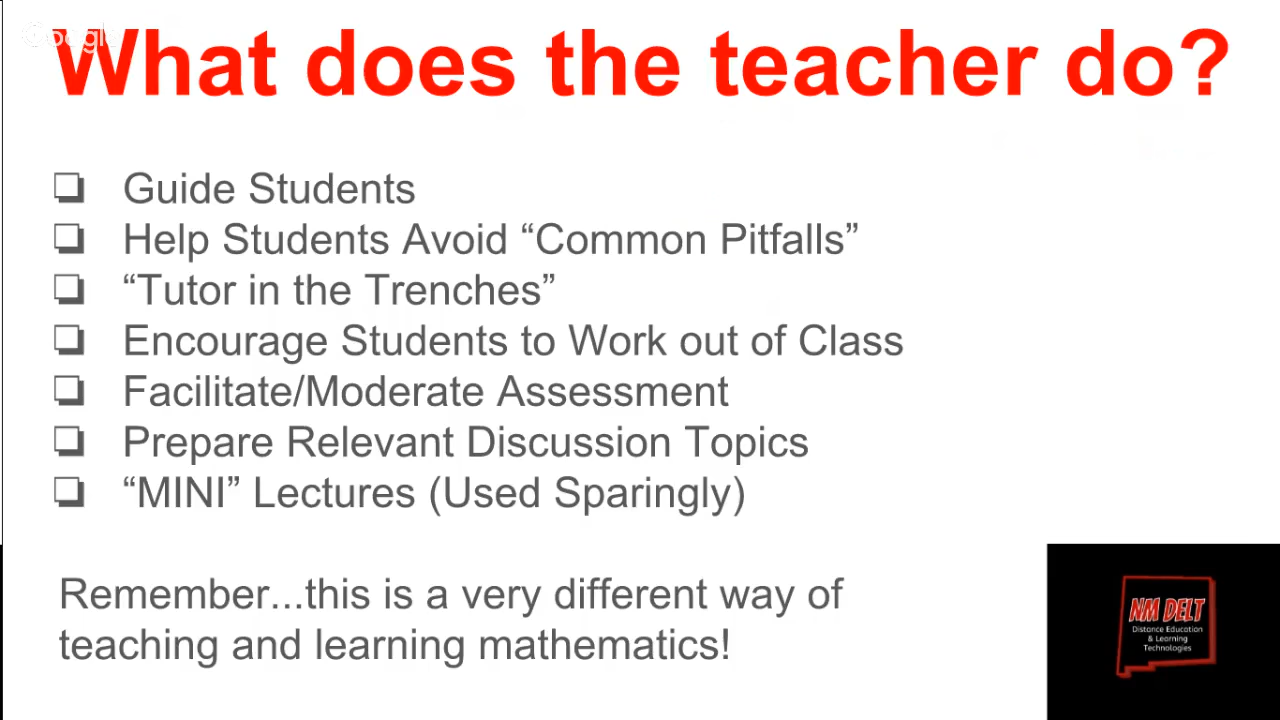 Google
What does the teacher do?
❏ Guide Students
❏ Help Students Avoid “Common Pitfalls”
❏ “Tutor in the Trenches”
❏ Encourage Students to Work out of Class
❏ Facilitate/Moderate Assessment
❏ Prepare Relevant Discussion Topics
❏ “MINI” Lectures (Used Sparingly)
Remember...this is a very different way of
teaching and learning mathematics!
NM DELT
Distance Education
& Learning
Technologies